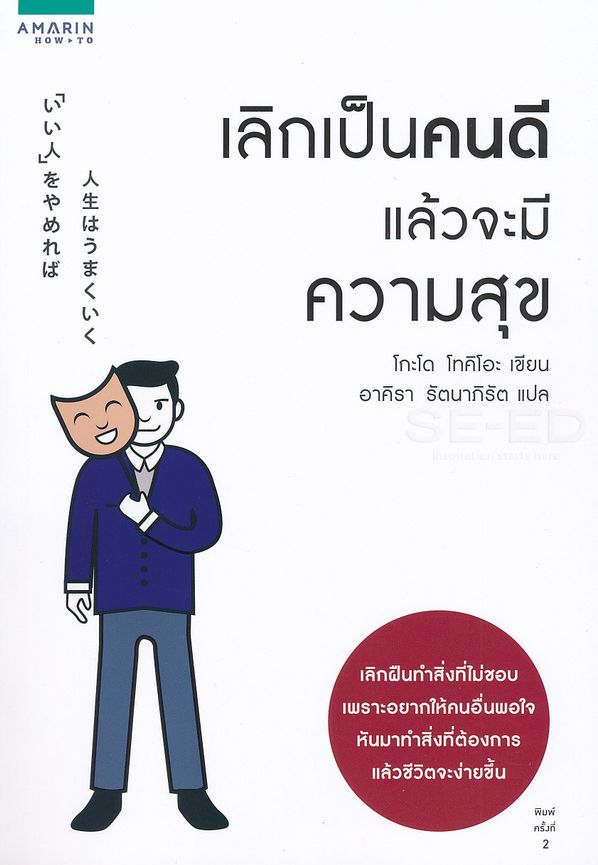 AMARIN
HOW TO
「いい人」をやめれば
人生はうまくいく
เลิกเป็นคนดี
แล้วจะมี
ความสุข
โกะโด โทคิโอะ เขียน
อาคิรา รัตนาภิรัต แปล
SE-ED
Inspiration starts here
เลิกฝืนทำสิ่งที่ไม่ชอบ
เพราะอยากให้คนอื่นพอใจ
หันมาทำสิ่งที่ต้องการ
แล้วชีวิตจะง่ายขึ้น
พิมพ์
ครั้งที่
2